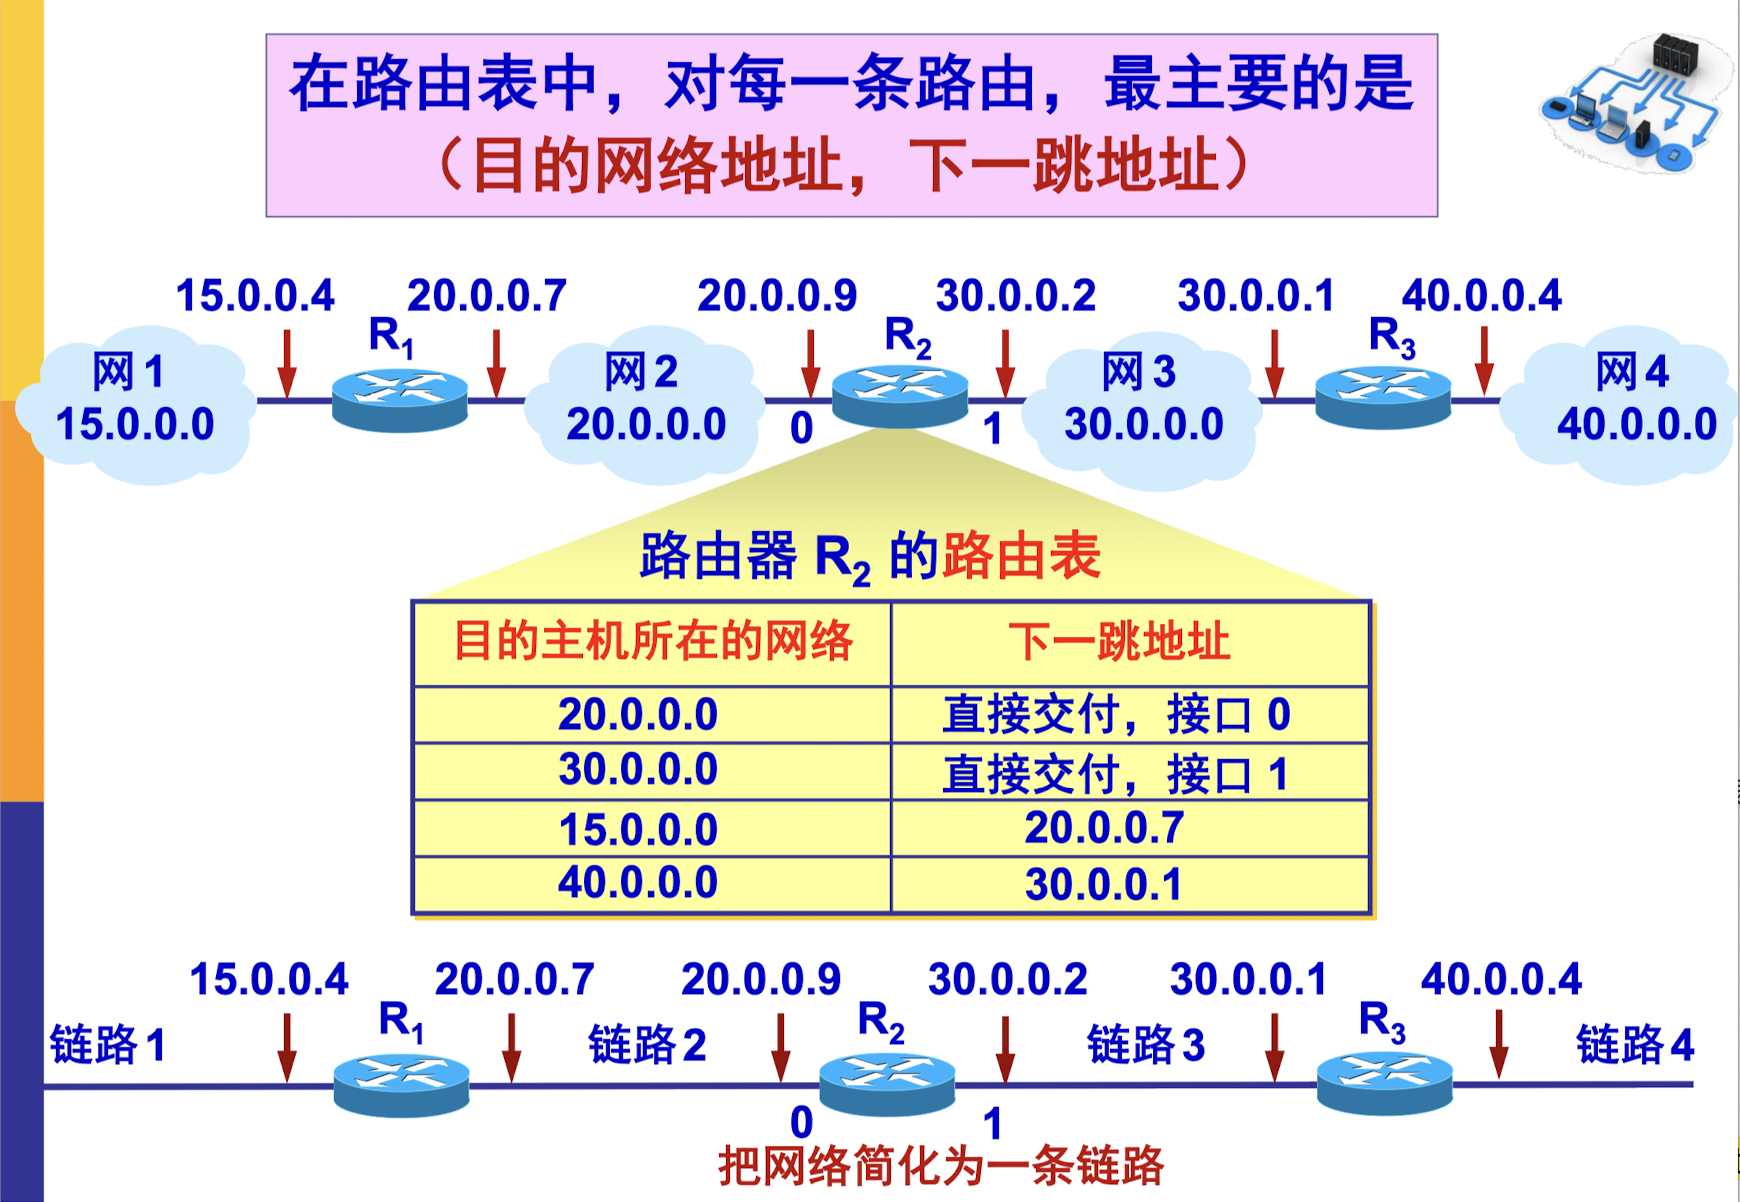 在路由表中，对每一条路由，最主要的是
（目的网络地址，下一跳地址）
15.0.0.4 20.0.0.7 20.0.0.9 30.0.0.2 30.0.0.1 40.0.0.4
R1 R2 R3
网1 网2 网3 网4
15.0.0.0 20.0.0.0 0 1 30.0.0.0 40.0.0.0
路由器 R2 的路由表
目的主机所在的网络 下一跳地址
20.0.0.0 直接交付，接口 0
30.0.0.0 直接交付，接口 1
15.0.0.0 20.0.0.7
40.0.0.0 30.0.0.1
15.0.0.4 20.0.0.7 20.0.0.9 30.0.0.2 30.0.0.1 40.0.0.4
R1 R2 R3
链路1 链路2 链路3 链路4
0 1
把网络简化为一条链路